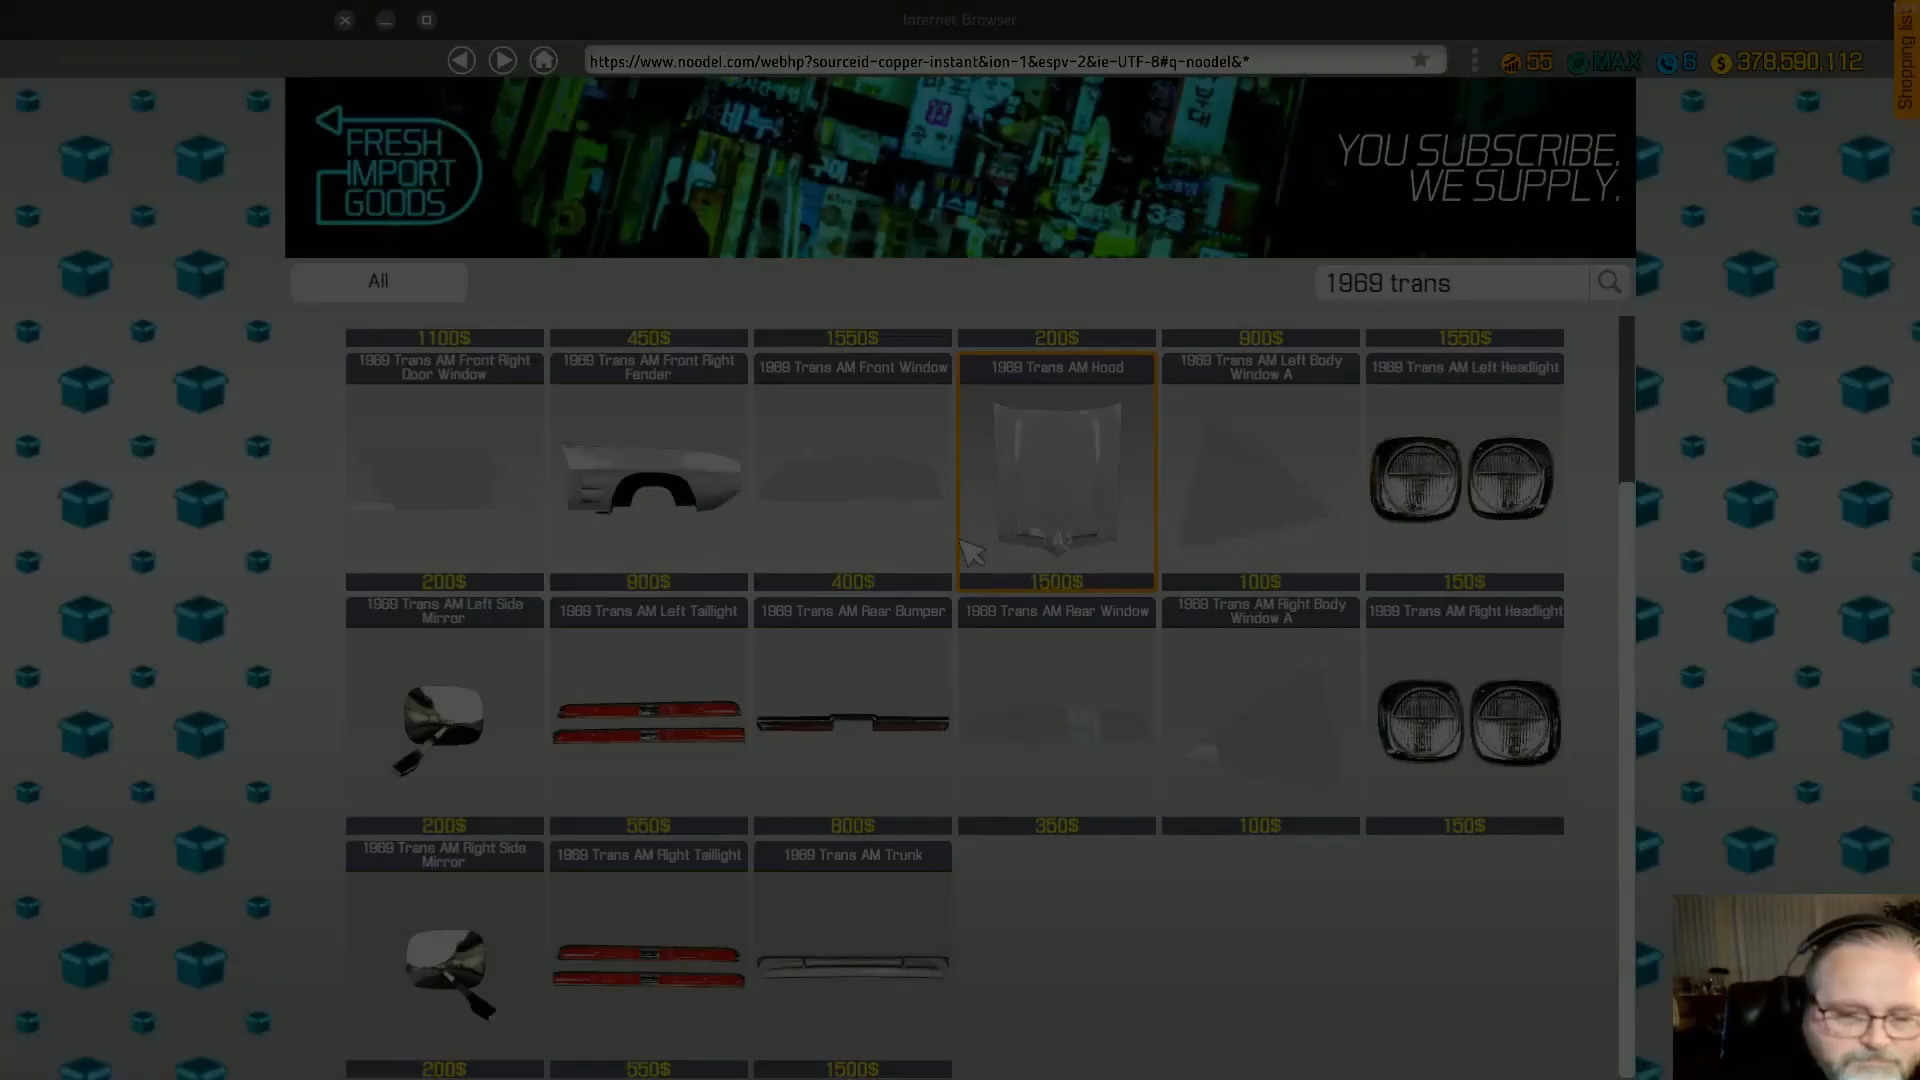 Internet Browser
https://www.noodel.com/webhp?sourceid-copper-instant&ion-1&espv-2&ie-UTF-8#q-noodel&*
55
MAX
6
$ 378,590,112
Shopping list
FRESH
IMPORT
GOODS
YOU SUBSCRIBE.
WE SUPPLY.
All
1969 trans
1100$ 450$ 1550$ 200$ 900$ 1550$
1969 Trans AM Front Right
Door Window
1969 Trans AM Front Right
Fender
1969 Trans AM Front Window
1969 Trans AM Hood
1969 Trans AM Left Body
Window A
1969 Trans AM Left Headlight
200$ 900$ 400$ 1500$ 100$ 150$
1969 Trans AM Left Side
Mirror
1969 Trans AM Left Taillight
1969 Trans AM Rear Bumper
1969 Trans AM Rear Window
1969 Trans AM Right Body
Window A
1969 Trans AM Right Headlight
200$ 550$ 800$ 350$ 100$ 150$
1969 Trans AM Right Side
Mirror
1969 Trans AM Right Taillight
1969 Trans AM Trunk
200$ 550$ 1500$